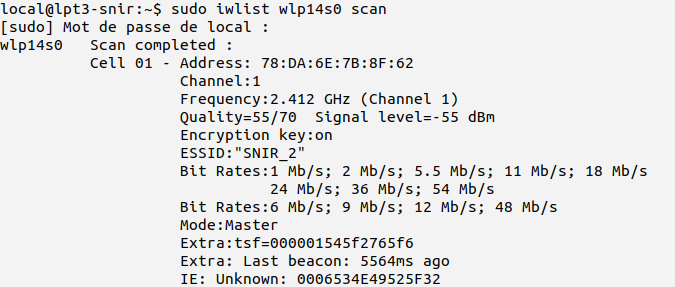 local@lpt3-snir:~$ sudo iwlist wlp14s0 scan
[sudo] Mot de passe de local :
wlp14s0   Scan completed :
          Cell 01 - Address: 78:DA:6E:7B:8F:62
                    Channel:1
                    Frequency:2.412 GHz (Channel 1)
                    Quality=55/70  Signal level=-55 dBm
                    Encryption key:on
                    ESSID:"SNIR_2"
                    Bit Rates:1 Mb/s; 2 Mb/s; 5.5 Mb/s; 11 Mb/s; 18 Mb/s
                              24 Mb/s; 36 Mb/s; 54 Mb/s
                    Bit Rates:6 Mb/s; 9 Mb/s; 12 Mb/s; 48 Mb/s
                    Mode:Master
                    Extra:tsf=000001545f2765f6
                    Extra: Last beacon: 5564ms ago
                    IE: Unknown: 0006534E49525F32